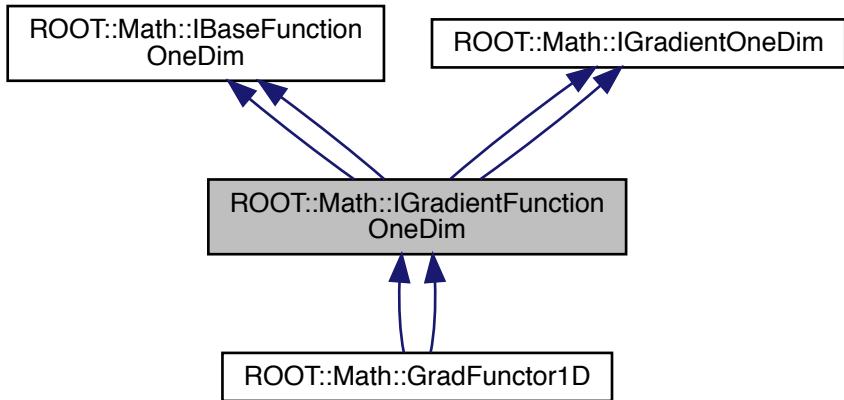 ROOT::Math::IBaseFunction
OneDim
ROOT::Math::IGradientOneDim
ROOT::Math::IGradientFunction
OneDim
ROOT::Math::GradFunctor1D